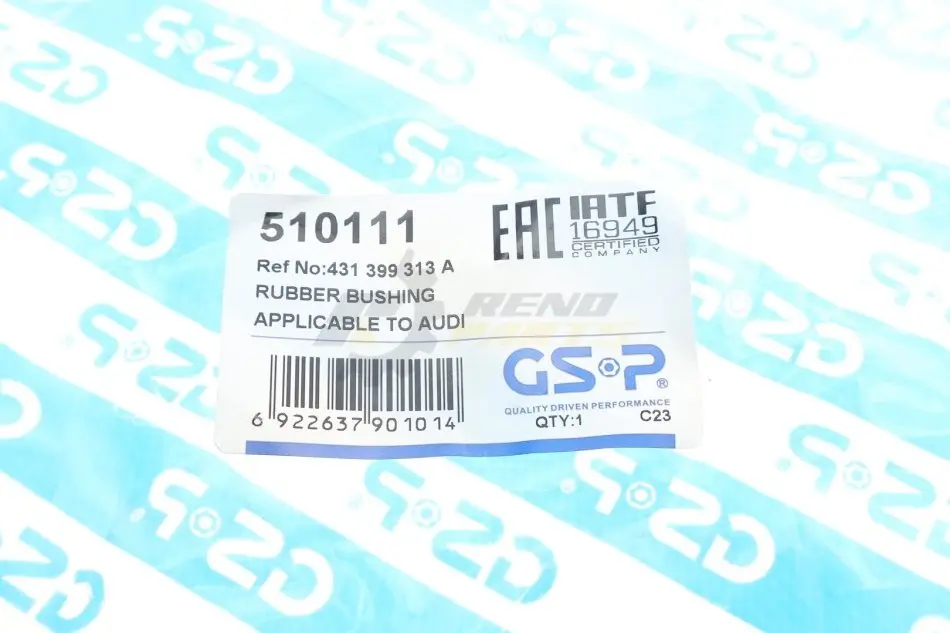 510111
EAC
IATF
16949
CERTIFIED
COMPANY
Ref No:431 399 313 A
RUBBER BUSHING
APPLICABLE TO AUDI
RENO
PARTS
6 922637 901014
GSP®
QUALITY DRIVEN PERFORMANCE
QTY:1 C23